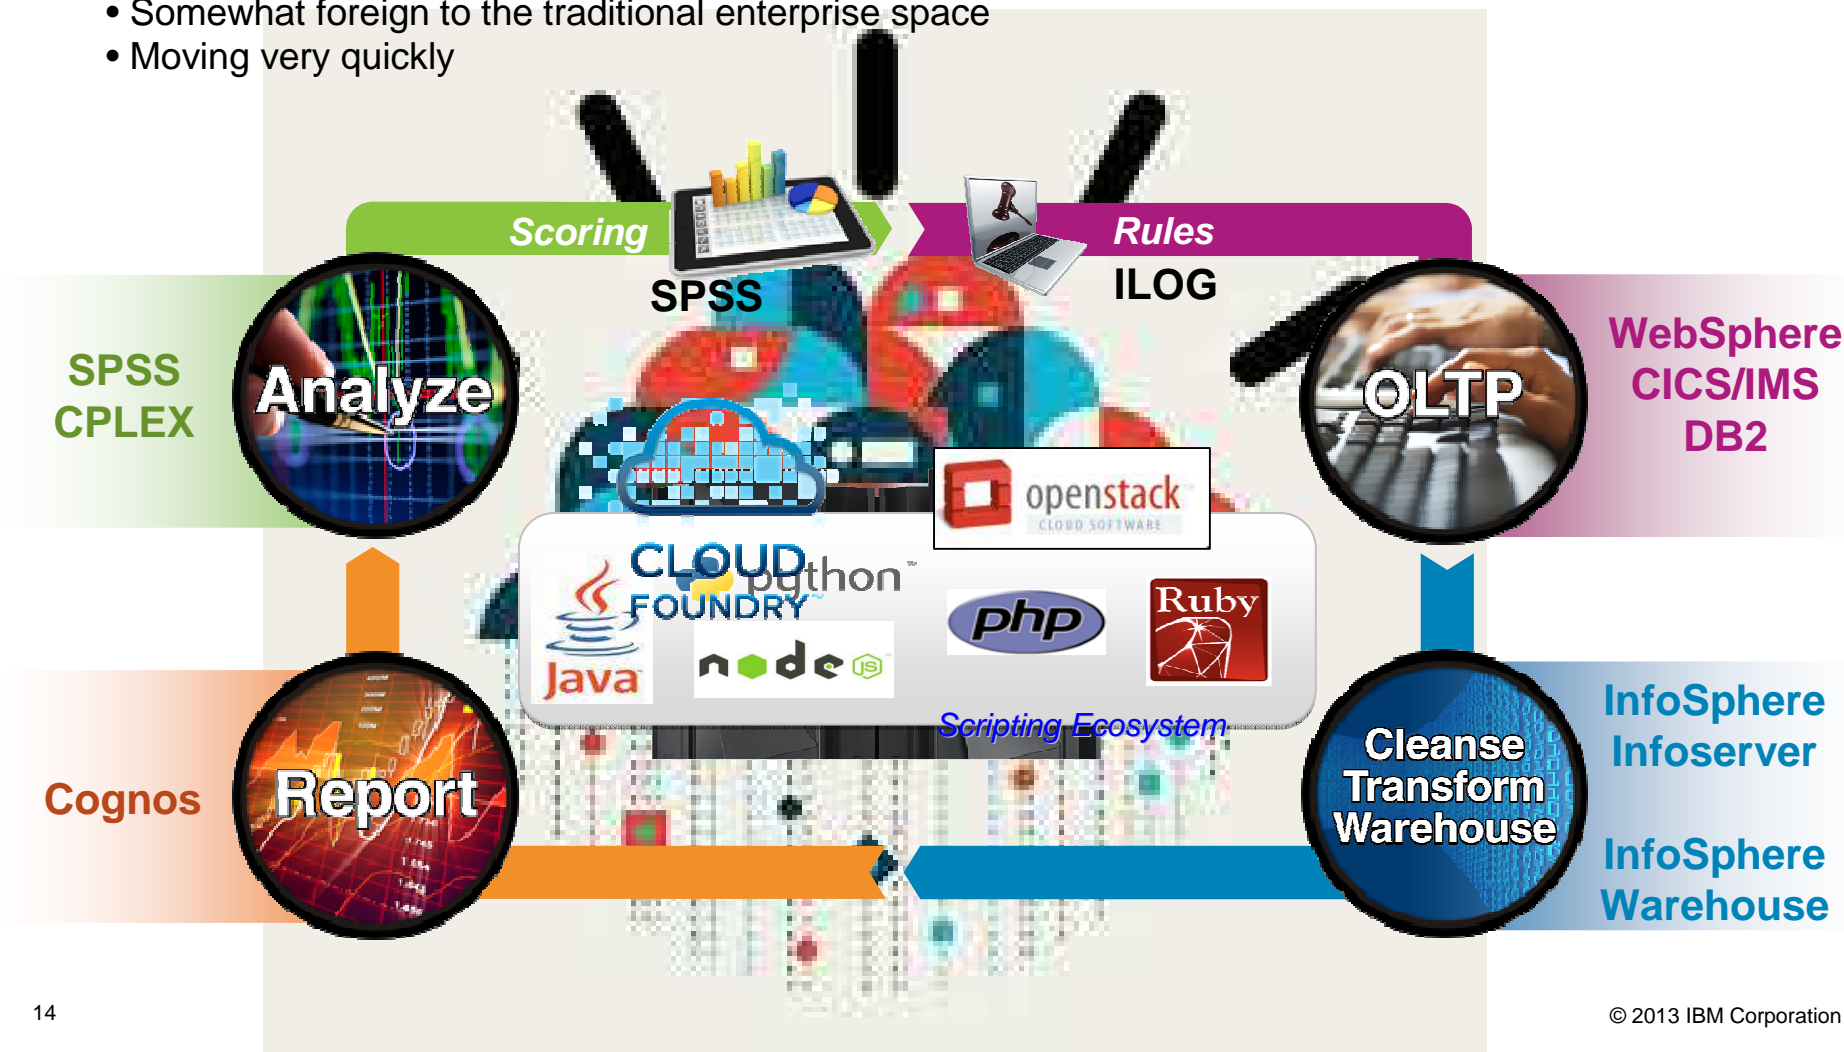 • Somewhat foreign to the traditional enterprise space
• Moving very quickly
Scoring
SPSS
Rules
ILOG
SPSS
CPLEX
Analyze
OLTP
WebSphere
CICS/IMS
DB2
openstack
CLOUD SOFTWARE
CLOUD
FOUNDRY
python™
Java
node JS
php
Ruby
Scripting Ecosystem
Cognos
Report
Cleanse
Transform
Warehouse
InfoSphere
Infoserver
InfoSphere
Warehouse
14
© 2013 IBM Corporation